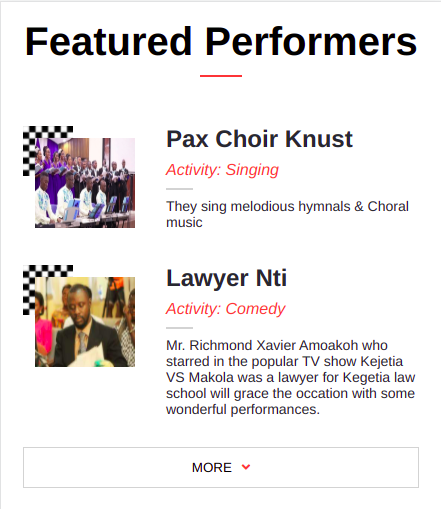 Featured Performers
Pax Choir Knust
Activity: Singing
They sing melodious hymnals & Choral
music
Lawyer Nti
Activity: Comedy
Mr. Richmond Xavier Amoakoh who
starred in the popular TV show Kejetia
VS Makola was a lawyer for Kegetia law
school will grace the occation with some
wonderful performances.
MORE